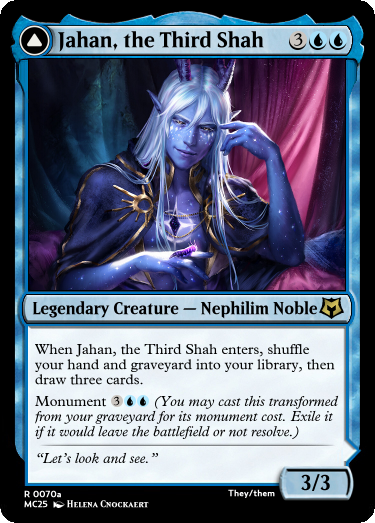 Jahan, the Third Shah 3
Legendary Creature — Nephilim Noble
When Jahan, the Third Shah enters, shuffle
your hand and graveyard into your library, then
draw three cards.
Monument 3 (You may cast this transformed
from your graveyard for its monument cost. Exile it
if it would leave the battlefield or not resolve.)
“Let’s look and see.”
3/3
R 0070a
They/them
MC25 Helena Cnockaert